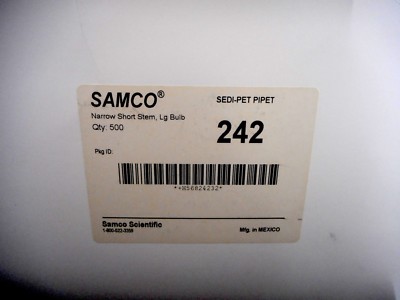 SAMCO®
SEDI-PET PIPET
Narrow Short Stem, Lg Bulb
Qty: 500
242
Pkg ID:
*+H56824232*
Samco Scientific
Mfg. in MEXICO